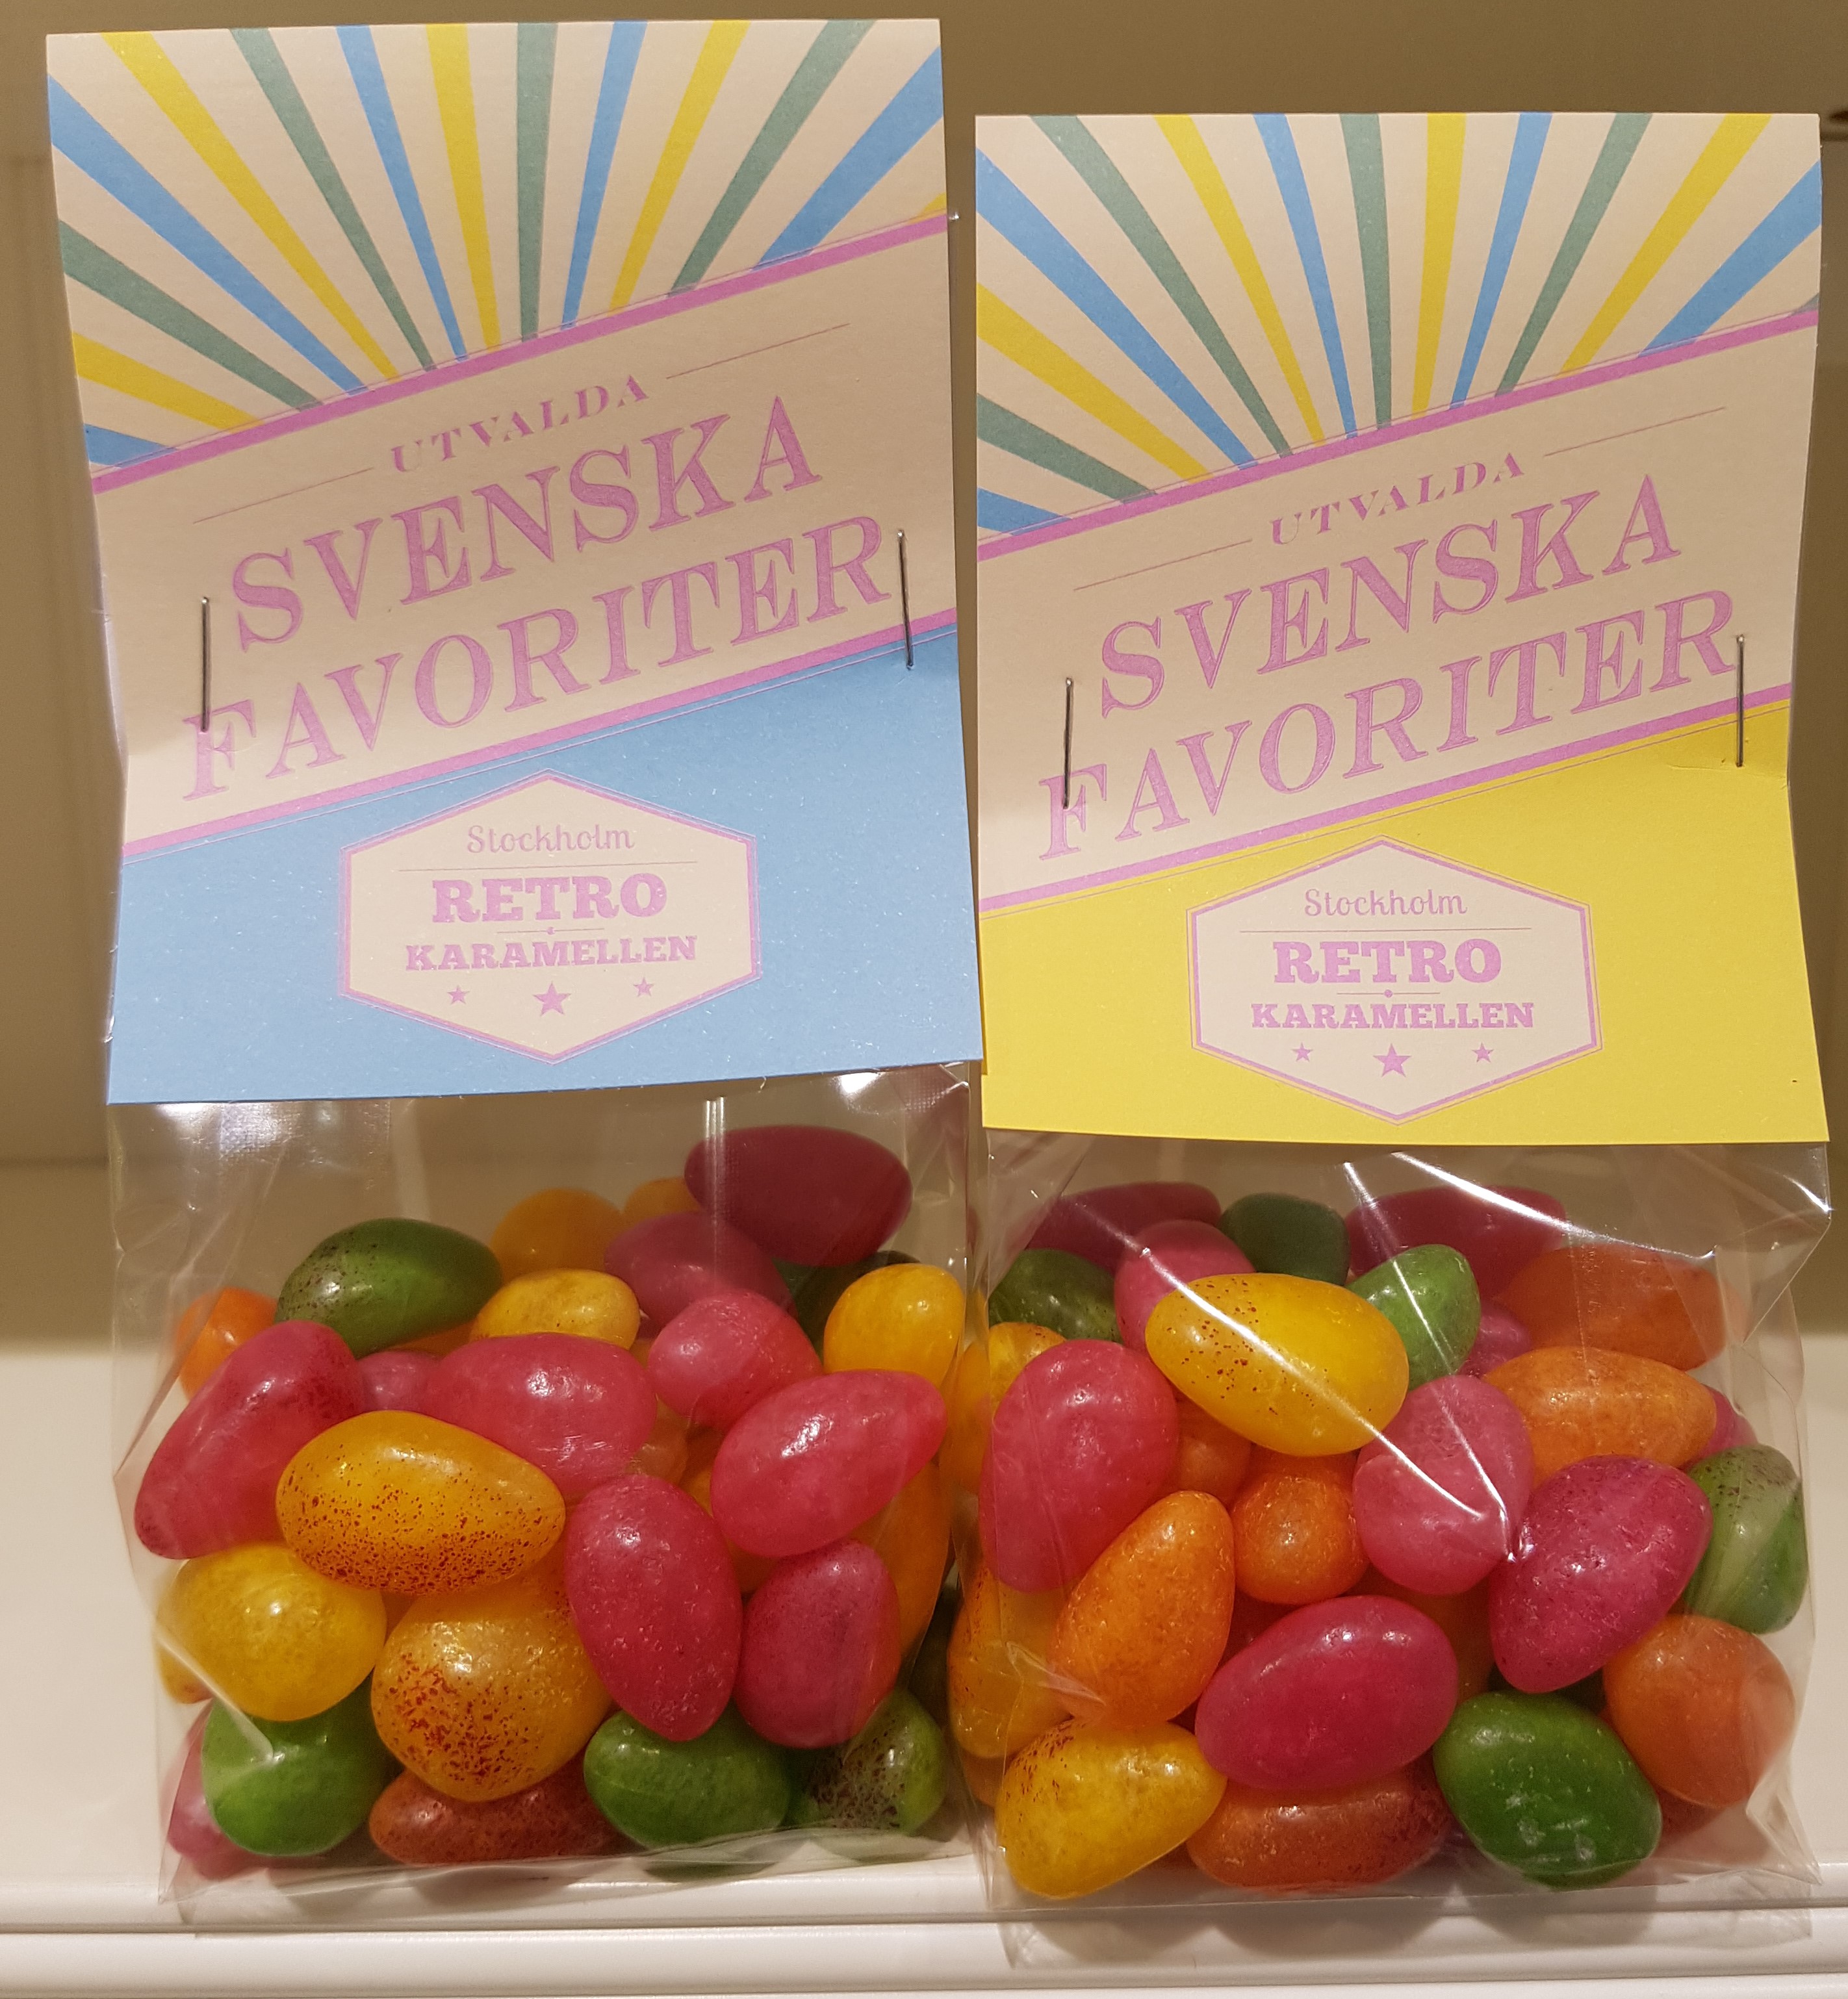 UTVALDA
SVENSKA
FAVORITER
Stockholm
RETRO
KARAMELLEN
UTVALDA
SVENSKA
FAVORITER
Stockholm
RETRO
KARAMELLEN